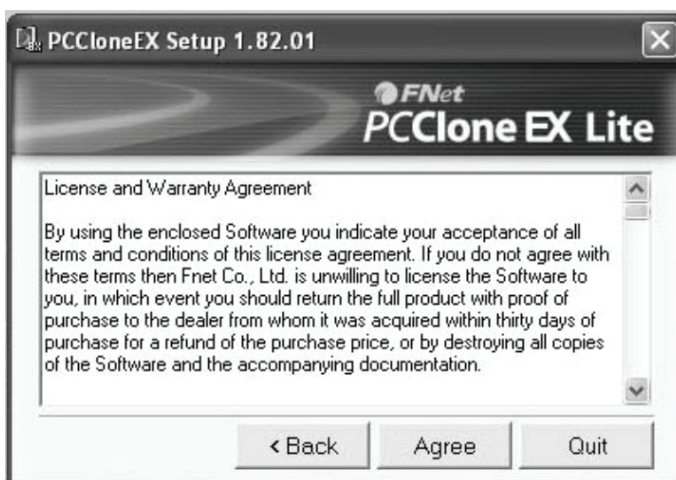 PCCloneEX Setup 1.82.01
FNet
PCClone EX Lite
License and Warranty Agreement
By using the enclosed Software you indicate your acceptance of all
terms and conditions of this license agreement. If you do not agree with
these terms then Fnet Co., Ltd. is unwilling to license the Software to
you, in which event you should return the full product with proof of
purchase to the dealer from whom it was acquired within thirty days of
purchase for a refund of the purchase price, or by destroying all copies
of the Software and the accompanying documentation.
< Back
Agree
Quit